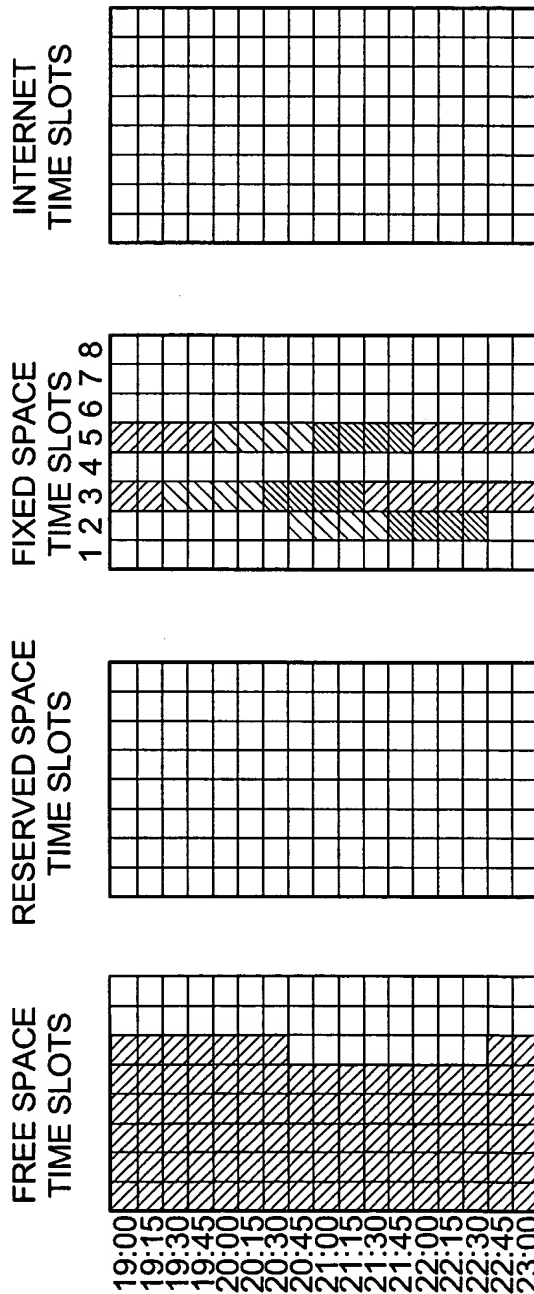 FREE SPACE
TIME SLOTS
RESERVED SPACE
TIME SLOTS
FIXED SPACE
TIME SLOTS
1 2 3 4 5 6 7 8
INTERNET
TIME SLOTS
19:00
19:15
19:30
19:45
20:00
20:15
20:30
20:45
21:00
21:15
21:30
21:45
22:00
22:15
22:30
22:45
23:00